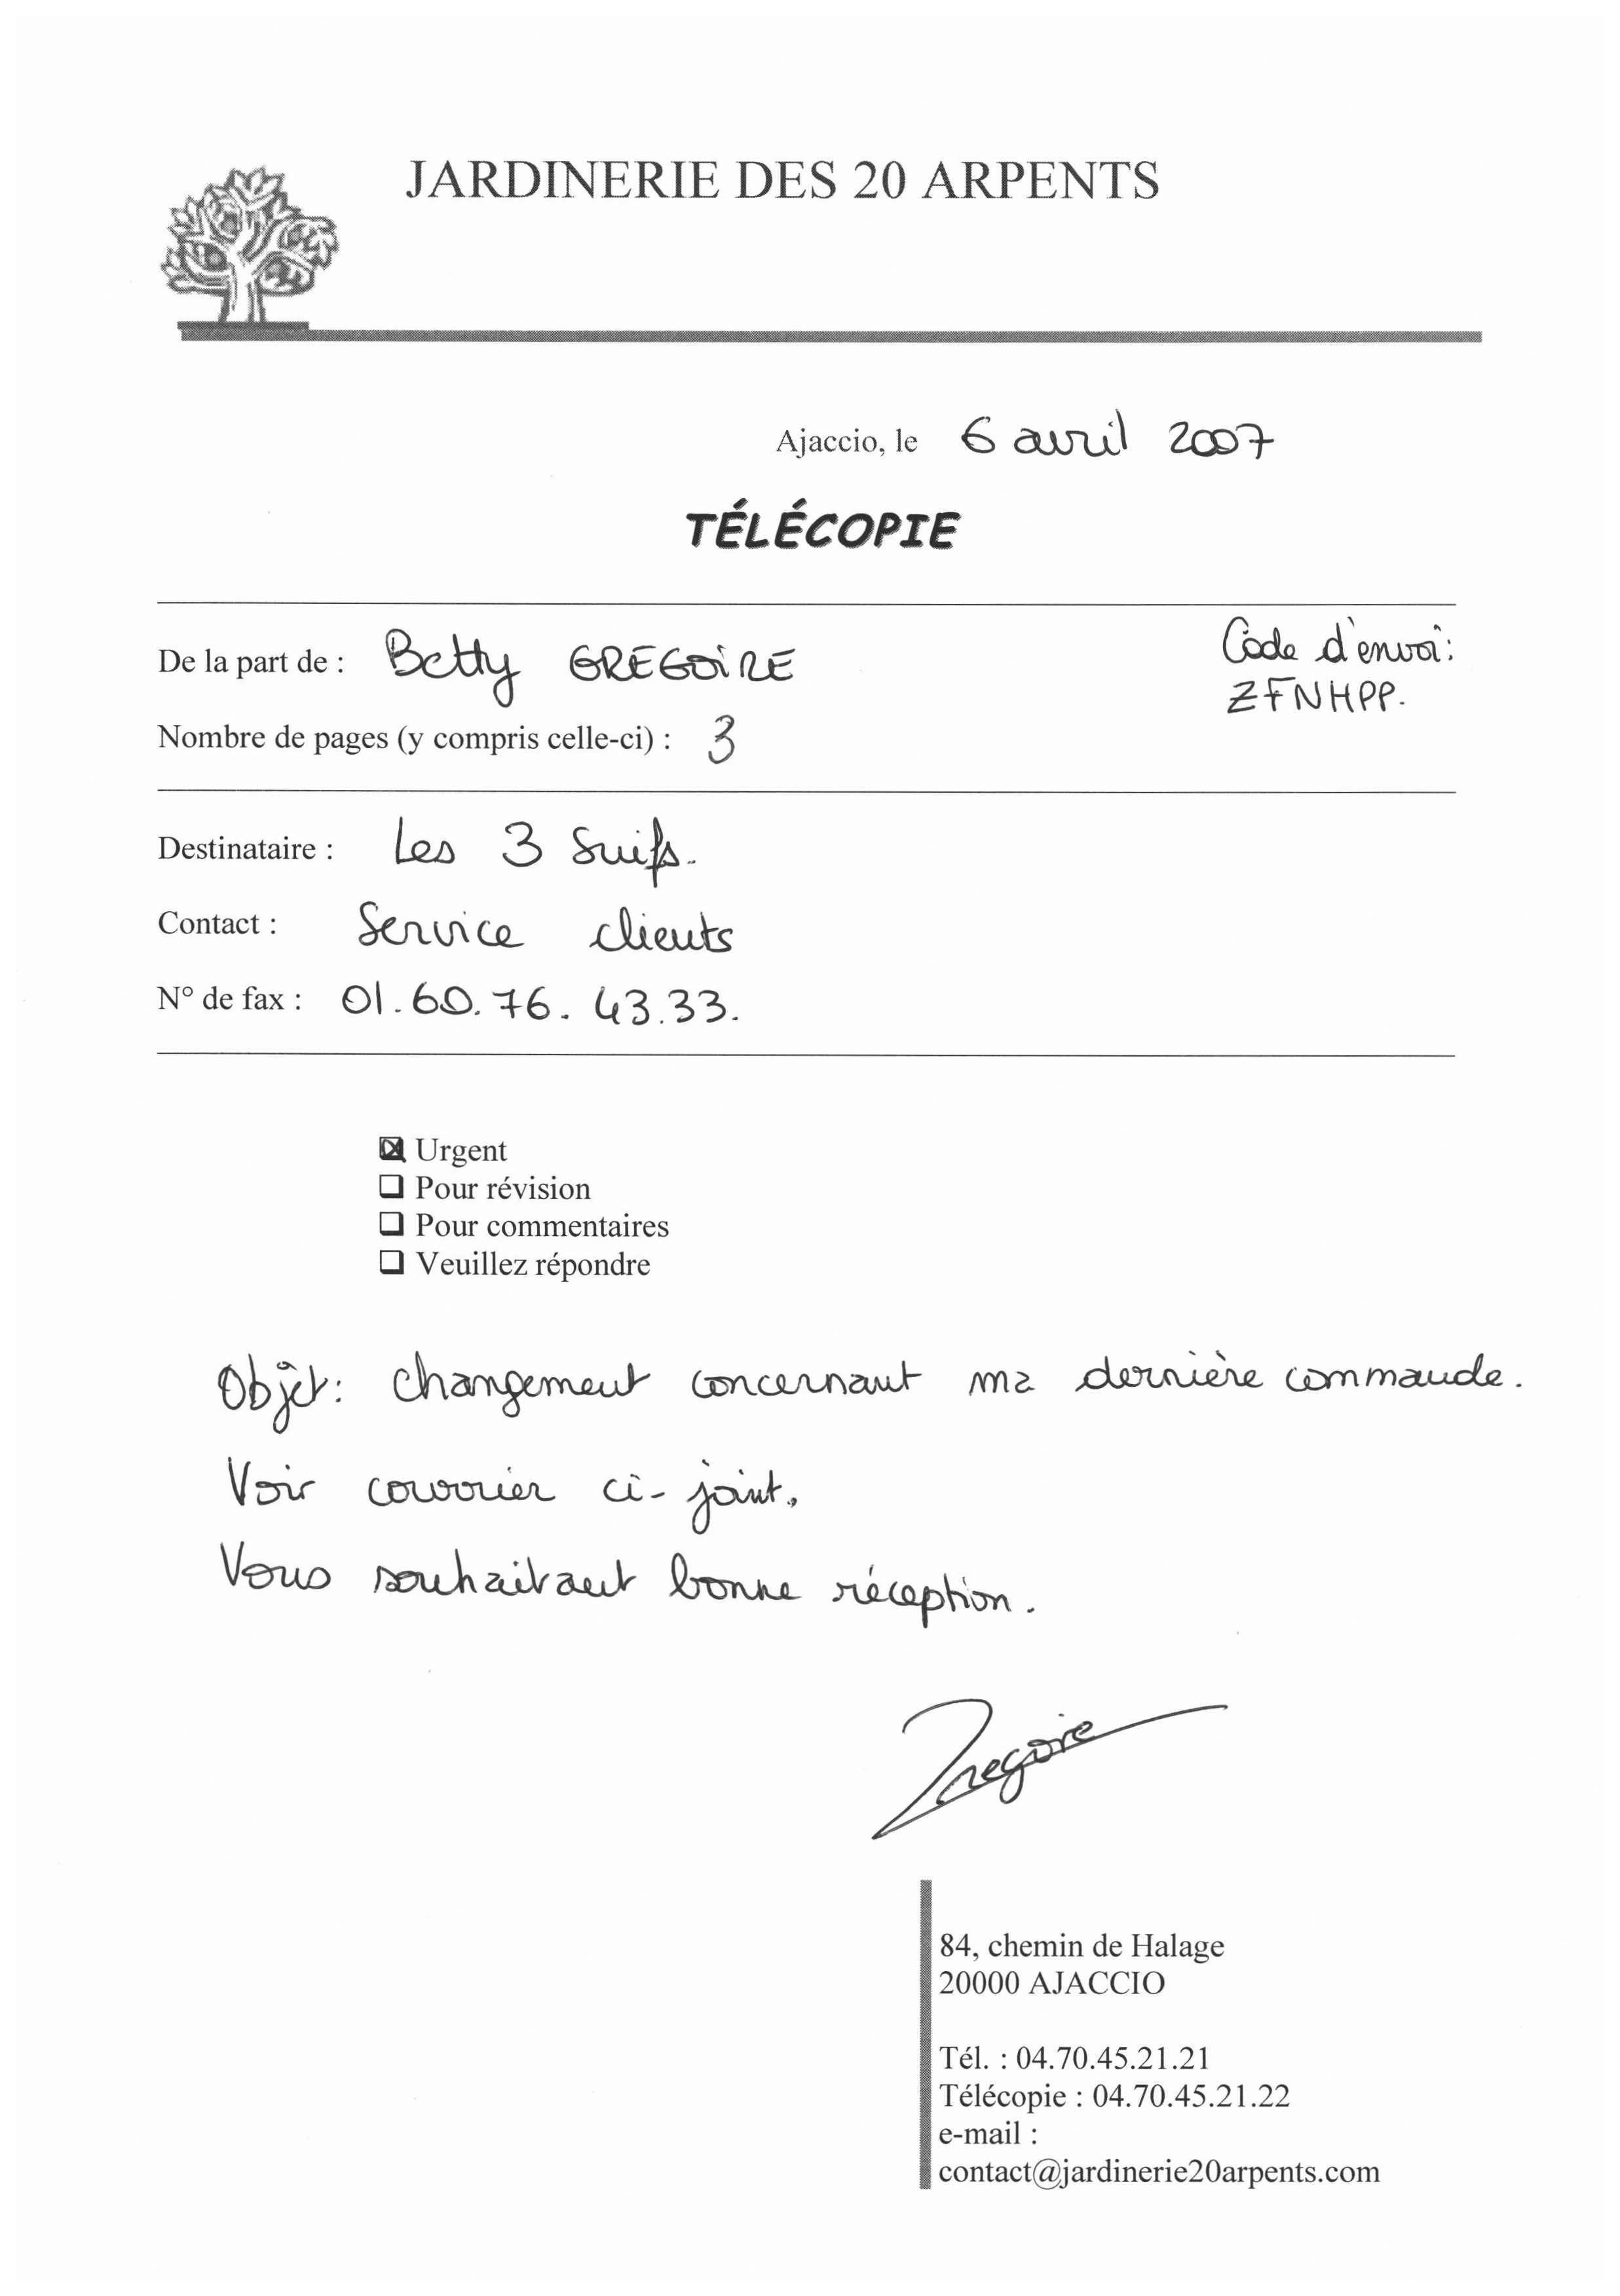 JARDINERIE DES 20 ARPENTS
Ajaccio, le 6 avril 2007
TÉLÉCOPIE
De la part de : Betty GREGOIRE
Code d'envoi:
ZFNHPP.
Nombre de pages (y compris celle-ci) : 3
Destinataire : Les 3 Suifs.
Contact : Service clients
N° de fax : 01.60.76.43.33.
Urgent
Pour révision
Pour commentaires
Veuillez répondre
Objet: changement concernant ma dernière commande.
Voir courrier ci-joint.
Vous souhaitant bonne réception.
Gregoire
84, chemin de Halage
20000 AJACCIO
Tél. : 04.70.45.21.21
Télécopie : 04.70.45.21.22
e-mail :
contact@jardinerie20arpents.com